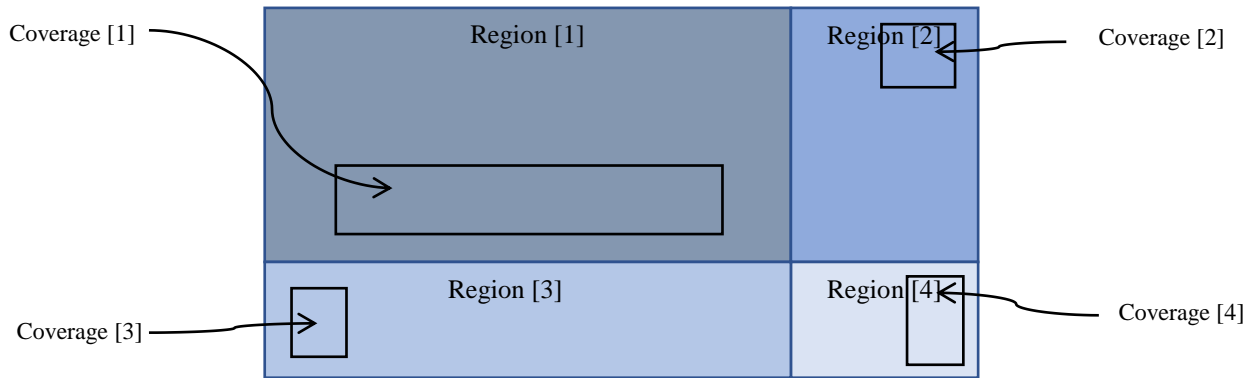 Coverage [1]
Region [1]
Region [2]
Coverage [2]
Region [3]
Region [4]
Coverage [3]
Coverage [4]